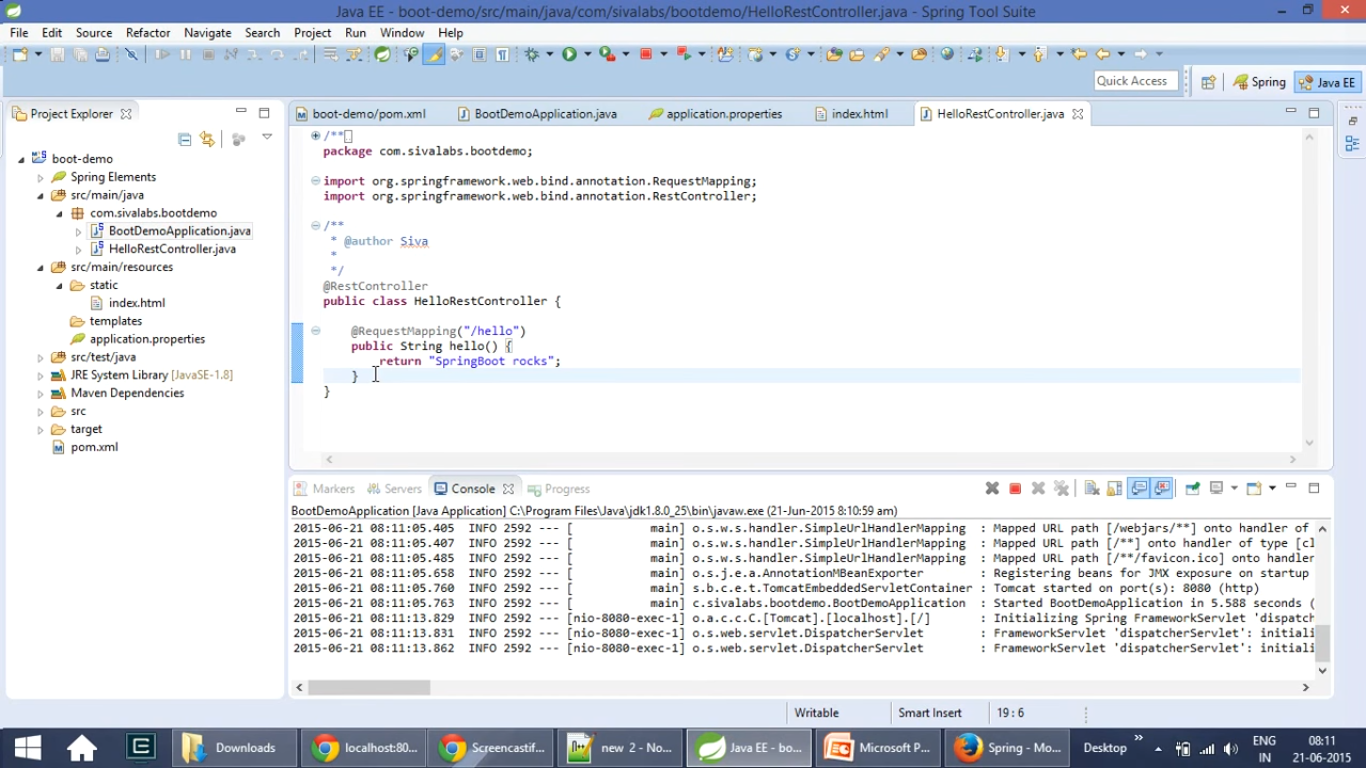 Java EE - boot-demo/src/main/java/com/sivalabs/bootdemo/HelloRestController.java - Spring Tool Suite
File Edit Source Refactor Navigate Search Project Run Window Help
Quick Access
Spring
Java EE
Project Explorer
boot-demo/pom.xml
BootDemoApplication.java
application.properties
index.html
HelloRestController.java
boot-demo
Spring Elements
src/main/java
com.sivalabs.bootdemo
BootDemoApplication.java
HelloRestController.java
src/main/resources
static
index.html
templates
application.properties
src/test/java
JRE System Library [JavaSE-1.8]
Maven Dependencies
src
target
pom.xml
/**
package com.sivalabs.bootdemo;
import org.springframework.web.bind.annotation.RequestMapping;
import org.springframework.web.bind.annotation.RestController;
/**
* @author Siva
*
*/
@RestController
public class HelloRestController {
@RequestMapping("/hello")
public String hello() {
return "SpringBoot rocks";
}
}
Markers Servers Console Progress
BootDemoApplication [Java Application] C:\Program Files\Java\jdk1.8.0_25\bin\javaw.exe (21-Jun-2015 8:10:59 am)
2015-06-21 08:11:05.405 INFO 2592 --- [ main] o.s.w.s.handler.SimpleUrlHandlerMapping : Mapped URL path [/webjars/**] onto handler of
2015-06-21 08:11:05.407 INFO 2592 --- [ main] o.s.w.s.handler.SimpleUrlHandlerMapping : Mapped URL path [/**] onto handler of type [cl
2015-06-21 08:11:05.485 INFO 2592 --- [ main] o.s.w.s.handler.SimpleUrlHandlerMapping : Mapped URL path [/**/favicon.ico] onto handler
2015-06-21 08:11:05.658 INFO 2592 --- [ main] o.s.j.e.a.AnnotationMBeanExporter : Registering beans for JMX exposure on startup
2015-06-21 08:11:05.760 INFO 2592 --- [ main] s.b.c.e.t.TomcatEmbeddedServletContainer : Tomcat started on port(s): 8080 (http)
2015-06-21 08:11:05.763 INFO 2592 --- [ main] c.sivalabs.bootdemo.BootDemoApplication : Started BootDemoApplication in 5.588 seconds (
2015-06-21 08:11:13.829 INFO 2592 --- [nio-8080-exec-1] o.a.c.c.C.[Tomcat].[localhost].[/] : Initializing Spring FrameworkServlet 'dispatch
2015-06-21 08:11:13.831 INFO 2592 --- [nio-8080-exec-1] o.s.web.servlet.DispatcherServlet : FrameworkServlet 'dispatcherServlet': initiali
2015-06-21 08:11:13.862 INFO 2592 --- [nio-8080-exec-1] o.s.web.servlet.DispatcherServlet : FrameworkServlet 'dispatcherServlet': initiali
Writable Smart Insert 19 : 6
Downloads
localhost:80...
Screencastif...
new 2 - No...
Java EE - bo...
Microsoft P...
Spring - Mo...
Desktop
ENG
IN
08:11
21-06-2015